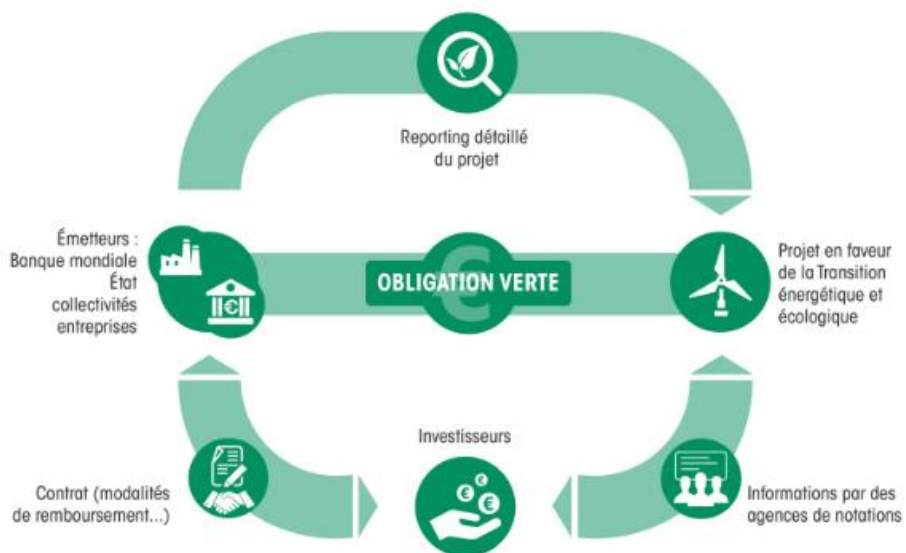 Reporting détaillé
du projet
Émetteurs :
Banque mondiale
État
collectivités
entreprises
OBLIGATION VERTE
Projet en faveur
de la Transition
énergétique et
écologique
Investisseurs
Contrat (modalités
de remboursement...)
Informations par des
agences de notations